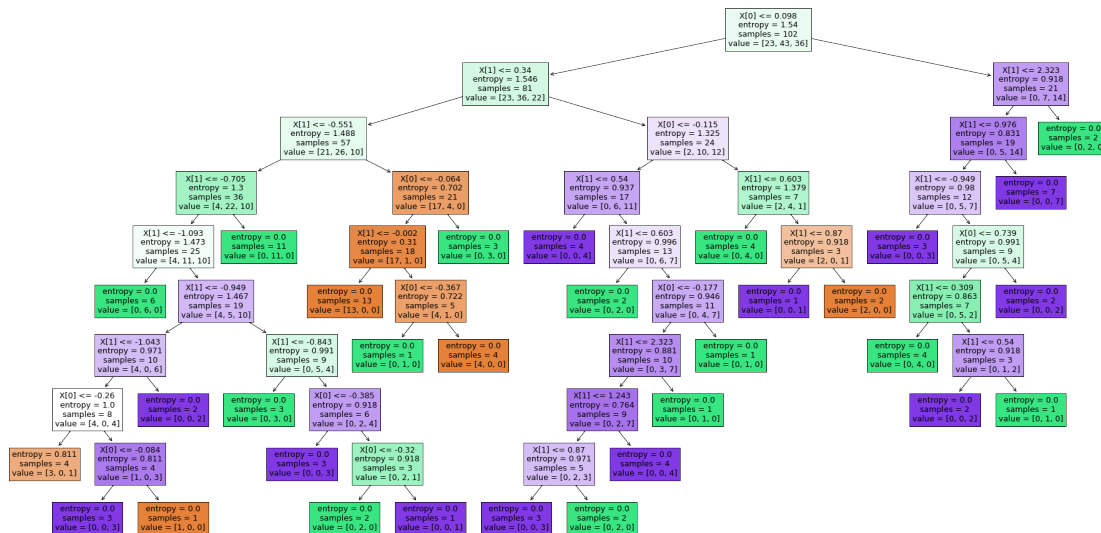 X[0] <= 0.098
entropy = 1.54
samples = 102
value = [23, 43, 36]
X[1] <= 0.34
entropy = 1.546
samples = 81
value = [23, 36, 22]
X[1] <= 2.323
entropy = 0.918
samples = 21
value = [0, 7, 14]
X[1] <= -0.551
entropy = 1.488
samples = 57
value = [21, 26, 10]
X[0] <= -0.115
entropy = 1.325
samples = 24
value = [2, 10, 12]
X[1] <= 0.976
entropy = 0.831
samples = 19
value = [0, 5, 14]
entropy = 0.0
samples = 2
value = [0, 2, 0
X[1] <= -0.705
entropy = 1.3
samples = 36
value = [4, 22, 10]
X[0] <= -0.064
entropy = 0.702
samples = 21
value = [17, 4, 0]
X[1] <= 0.54
entropy = 0.937
samples = 17
value = [0, 6, 11]
X[1] <= 0.603
entropy = 1.379
samples = 7
value = [2, 4, 1]
X[1] <= -0.949
entropy = 0.98
samples = 12
value = [0, 5, 7]
entropy = 0.0
samples = 7
value = [0, 0, 7]
X[1] <= -1.093
entropy = 1.473
samples = 25
value = [4, 11, 10]
entropy = 0.0
samples = 11
value = [0, 11, 0]
X[1] <= -0.002
entropy = 0.31
samples = 18
value = [17, 1, 0]
entropy = 0.0
samples = 3
value = [0, 3, 0]
entropy = 0.0
samples = 4
value = [0, 0, 4]
X[1] <= 0.603
entropy = 0.996
samples = 13
value = [0, 6, 7]
entropy = 0.0
samples = 4
value = [0, 4, 0]
X[1] <= 0.87
entropy = 0.918
samples = 3
value = [2, 0, 1]
entropy = 0.0
samples = 3
value = [0, 0, 3]
X[0] <= 0.739
entropy = 0.991
samples = 9
value = [0, 5, 4]
entropy = 0.0
samples = 6
value = [0, 6, 0]
X[1] <= -0.949
entropy = 1.467
samples = 19
value = [4, 5, 10]
entropy = 0.0
samples = 13
value = [13, 0, 0]
X[0] <= -0.367
entropy = 0.722
samples = 5
value = [4, 1, 0]
entropy = 0.0
samples = 2
value = [0, 2, 0]
X[0] <= -0.177
entropy = 0.946
samples = 11
value = [0, 4, 7]
entropy = 0.0
samples = 1
value = [0, 0, 1]
entropy = 0.0
samples = 2
value = [2, 0, 0]
X[1] <= 0.309
entropy = 0.863
samples = 7
value = [0, 5, 2]
entropy = 0.0
samples = 2
value = [0, 0, 2]
X[1] <= -1.043
entropy = 0.971
samples = 10
value = [4, 0, 6]
X[1] <= -0.843
entropy = 0.991
samples = 9
value = [0, 5, 4]
entropy = 0.0
samples = 1
value = [0, 1, 0]
entropy = 0.0
samples = 4
value = [4, 0, 0]
X[1] <= 2.323
entropy = 0.881
samples = 10
value = [0, 3, 7]
entropy = 0.0
samples = 1
value = [0, 1, 0]
entropy = 0.0
samples = 4
value = [0, 4, 0]
X[1] <= 0.54
entropy = 0.918
samples = 3
value = [0, 1, 2]
X[0] <= -0.26
entropy = 1.0
samples = 8
value = [4, 0, 4]
entropy = 0.0
samples = 2
value = [0, 0, 2]
entropy = 0.0
samples = 3
value = [0, 3, 0]
X[0] <= -0.385
entropy = 0.918
samples = 6
value = [0, 2, 4]
X[1] <= 1.243
entropy = 0.764
samples = 9
value = [0, 2, 7]
entropy = 0.0
samples = 1
value = [0, 1, 0]
entropy = 0.0
samples = 2
value = [0, 0, 2]
entropy = 0.0
samples = 1
value = [0, 1, 0]
entropy = 0.811
samples = 4
value = [3, 0, 1]
X[0] <= -0.084
entropy = 0.811
samples = 4
value = [1, 0, 3]
entropy = 0.0
samples = 3
value = [0, 0, 3]
X[0] <= -0.32
entropy = 0.918
samples = 3
value = [0, 2, 1]
X[1] <= 0.87
entropy = 0.971
samples = 5
value = [0, 2, 3]
entropy = 0.0
samples = 4
value = [0, 0, 4]
entropy = 0.0
samples = 3
value = [0, 0, 3]
entropy = 0.0
samples = 1
value = [1, 0, 0]
entropy = 0.0
samples = 2
value = [0, 2, 0]
entropy = 0.0
samples = 1
value = [0, 0, 1]
entropy = 0.0
samples = 3
value = [0, 0, 3]
entropy = 0.0
samples = 2
value = [0, 2, 0]